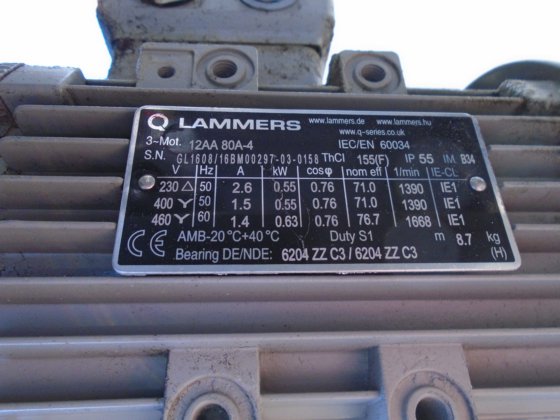 Q LAMMERS www.lammers.de www.lammers.hu
www.q-series.co.uk
3~Mot. 12AA 80A-4 IEC/EN 60034
S.N. GL1608/16BM00297-03-0158 ThCl 155(F) IP 55 IM B34
V Hz A kW cosφ nom eff 1/min IE-CL
230 △ 50 2.6 0.55 0.76 71.0 1390 IE1
400 Y 50 1.5 0.55 0.76 71.0 1390 IE1
460 Y 60 1.4 0.63 0.76 76.7 1668 IE1
CE AMB-20 °C+40 °C Duty S1 m 8.7 kg
Bearing DE/NDE: 6204 ZZ C3 / 6204 ZZ C3 (H)